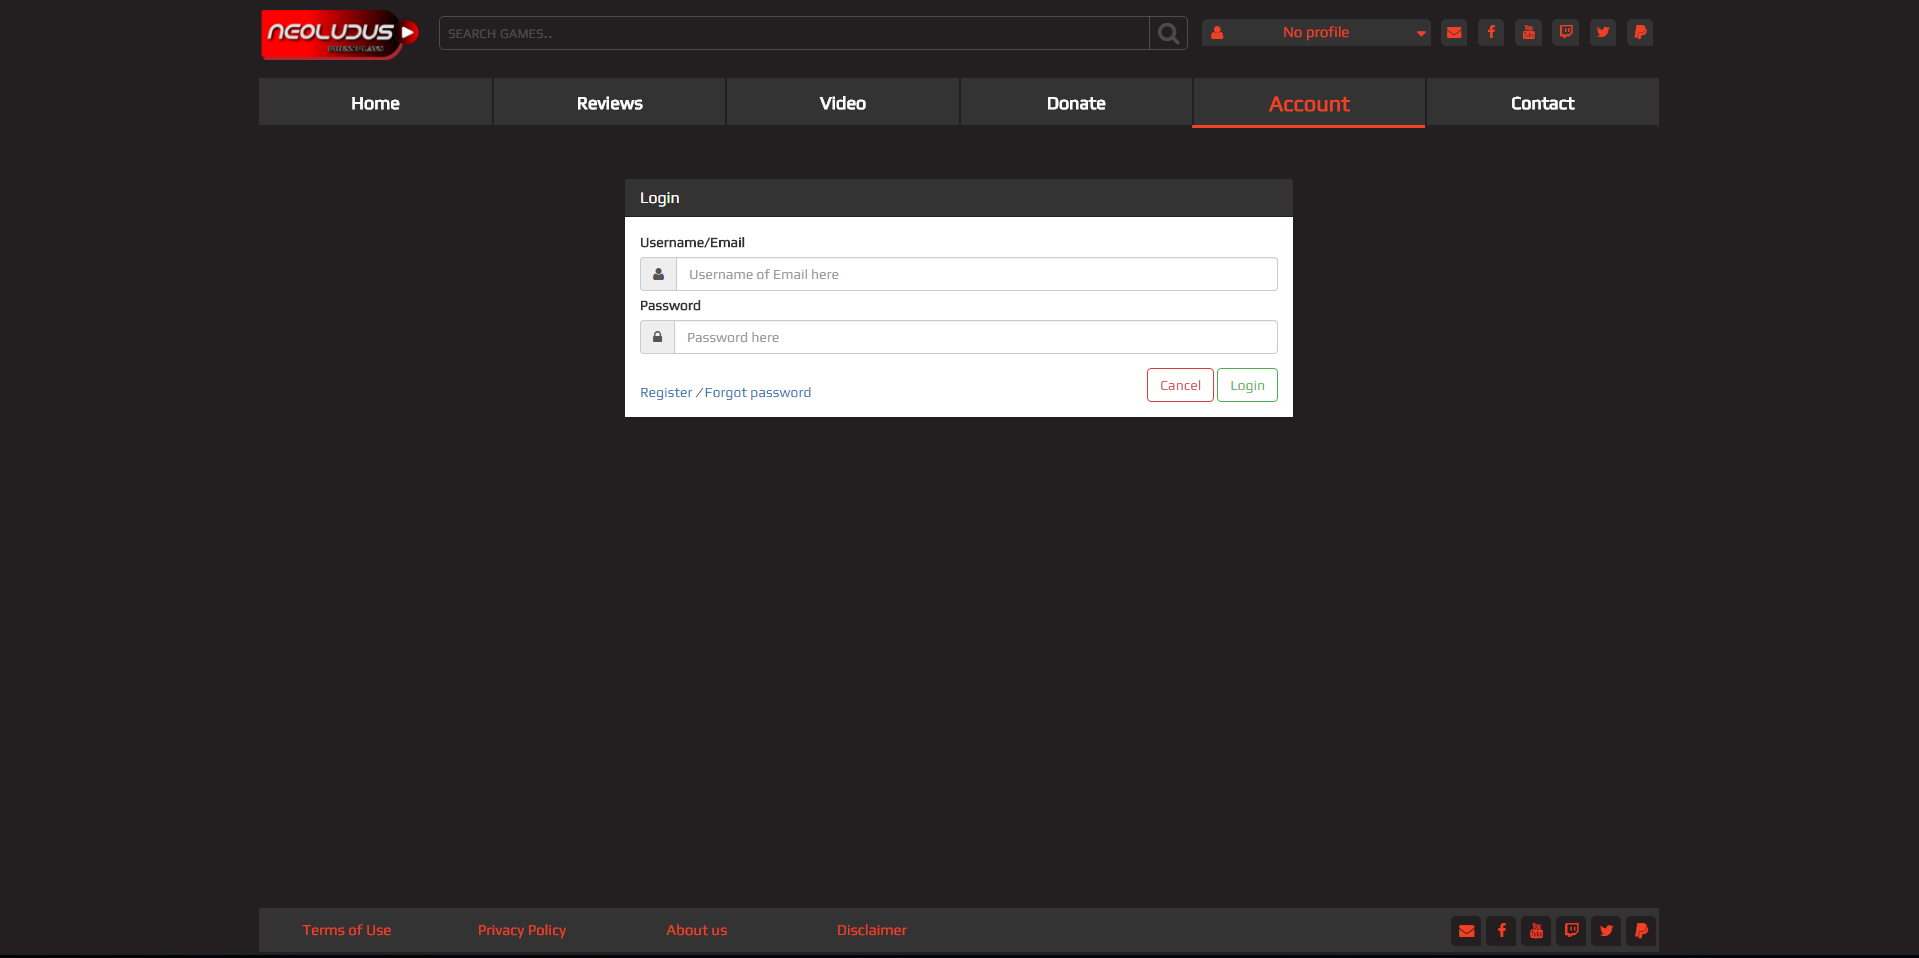 NEOLUDUS
SEARCH GAMES..
No profile
Home
Reviews
Video
Donate
Account
Contact
Login
Username/Email
Username of Email here
Password
Password here
Register /Forgot password
Cancel
Login
Terms of Use
Privacy Policy
About us
Disclaimer